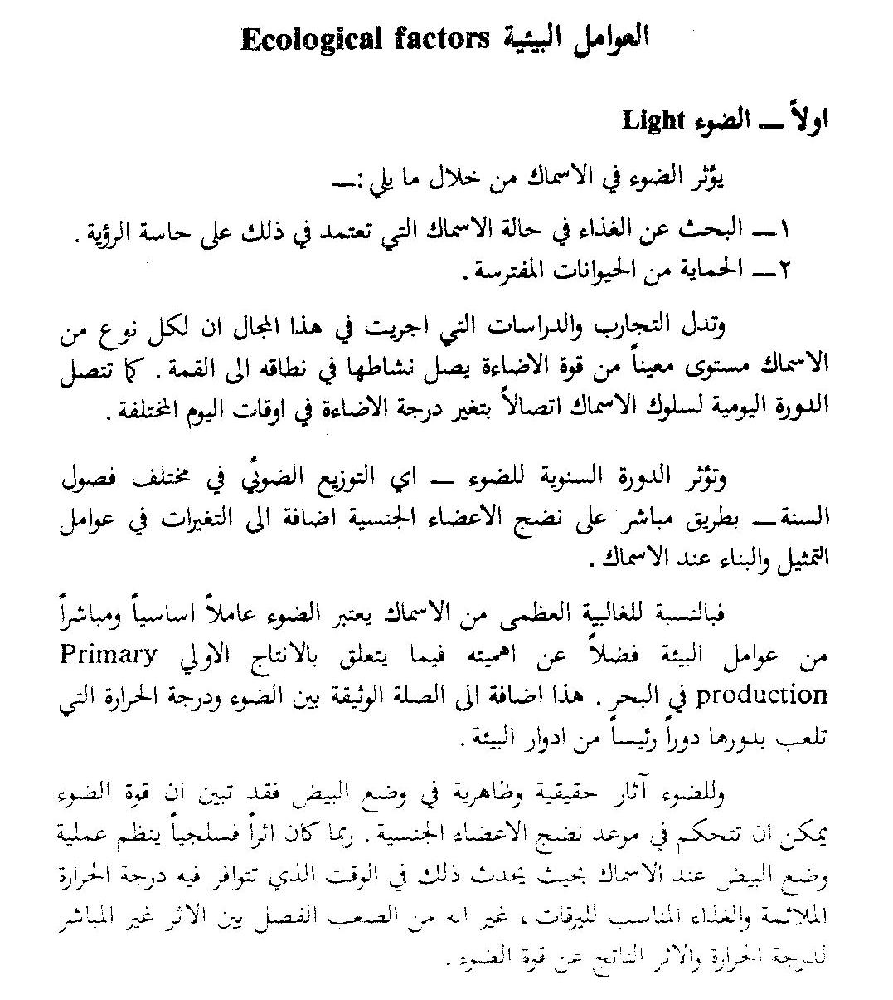 العوامل البيئية Ecological factors
اولاً ــ الضوء Light
يؤثر الضوء في الاسماك من خلال ما يلي :ــ
١ــ البحث عن الغذاء في حالة الاسماك التي تعتمد في ذلك على حاسة الرؤية .
٢ــ الحماية من الحيوانات المفترسة .
وتدل التجارب والدراسات التي اجريت في هذا المجال ان لكل نوع من
الاسماك مستوى معيناً من قوة الاضاءة يصل نشاطها في نطاقه الى القمة . كما تتصل
الدورة اليومية لسلوك الاسماك اتصالاً بتغير درجة الاضاءة في اوقات اليوم المختلفة .
وتؤثر الدورة السنوية للضوء ــ اي التوزيع الضوئي في مختلف فصول
السنة ــ بطريق مباشر على نضج الاعضاء الجنسية اضافة الى التغيرات في عوامل
التمثيل والبناء عند الاسماك .
فبالنسبة للغالبية العظمى من الاسماك يعتبر الضوء عاملاً اساسياً ومباشراً
من عوامل البيئة فضلاً عن اهميته فيما يتعلق بالانتاج الاولي Primary
production في البحر . هذا اضافة الى الصلة الوثيقة بين الضوء ودرجة الحرارة التي
تلعب بدورها دوراً رئيساً من ادوار البيئة .
وللضوء آثار حقيقية وظاهرية في وضع البيض فقد تبين ان قوة الضوء
يمكن ان تتحكم في موعد نضج الاعضاء الجنسية . ربما كان اثراً فسلجياً ينظم عملية
وضع البيض عند الاسماك بحيث يحدث ذلك في الوقت الذي تتوافر فيه درجة الحرارة
الملائمة والغذاء المناسب لليرقات ، غير انه من الصعب الفصل بين الاثر غير المباشر
لدرجة الحرارة والاثر الناتج عن قوة الضوء .